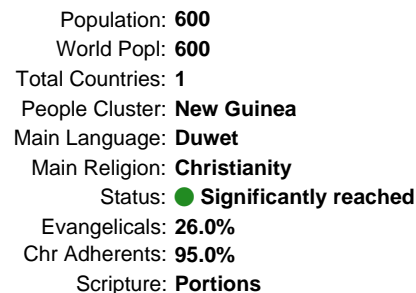 Population: 600
World Popl: 600
Total Countries: 1
People Cluster: New Guinea
Main Language: Duwet
Main Religion: Christianity
Status: Significantly reached
Evangelicals: 26.0%
Chr Adherents: 95.0%
Scripture: Portions